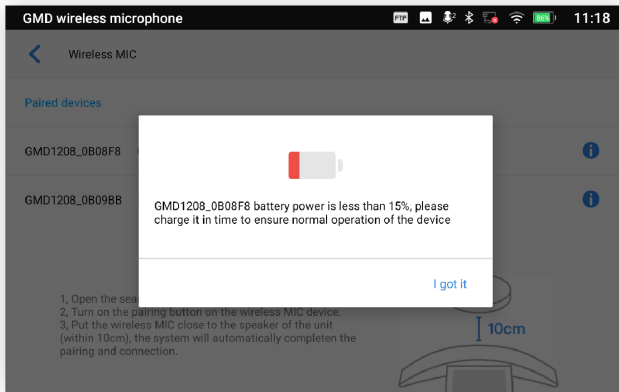 GMD wireless microphone
PTP
2
86%
11:18
Wireless MIC
Paired devices
GMD1208_0B08F8
GMD1208_0B09BB
GMD1208_0B08F8 battery power is less than 15%, please
charge it in time to ensure normal operation of the device
I got it
1, Open the sea
2, Turn on the pairing button on the wireless MIC device.
3, Put the wireless MIC close to the speaker of the unit
(within 10cm), the system will automatically completen the
pairing and connection.
10cm